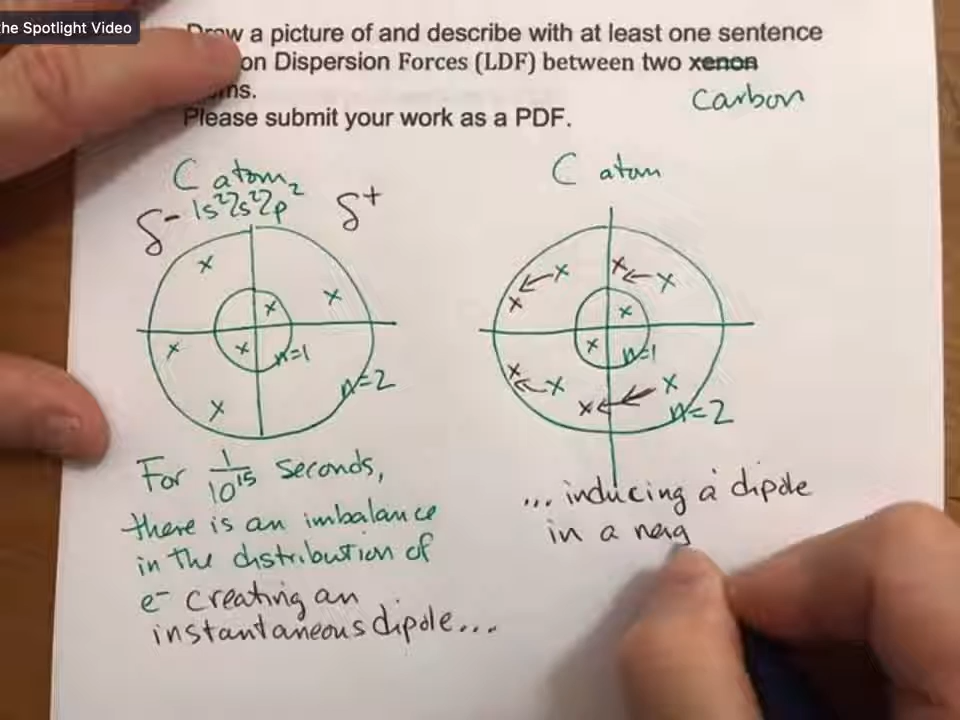 he Spotlight Video
Draw a picture of and describe with at least one sentence
on Dispersion Forces (LDF) between two xenon
ms.
Carbon
Please submit your work as a PDF.
C atom
1s²2s²2p²
δ- δ+
x
x
x
x
x
x
n=1
n=2
C atom
x
x
x
x
x
x
x
x
x
x
n=1
n=2
For 1/10¹⁵ seconds,
there is an imbalance
in the distribution of
e- creating an
instantaneous dipole...
... inducing a dipole
in a neig